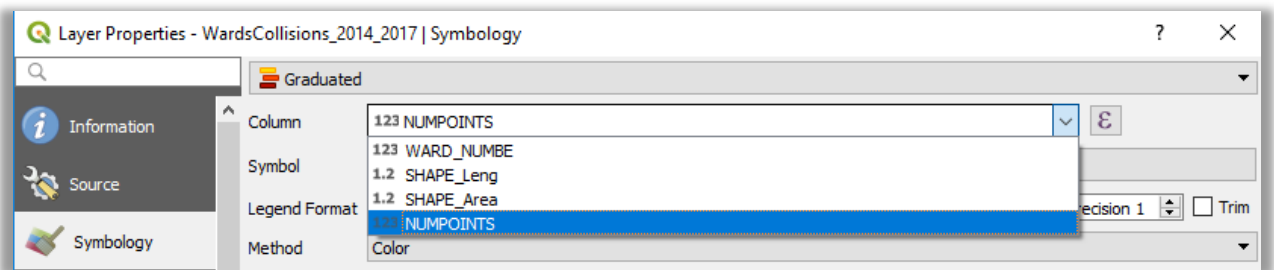 Layer Properties - WardsCollisions_2014_2017 | Symbology ? ×
Graduated
Information
Column 123 NUMPOINTS ε
123 WARD_NUMBE
Symbol
1.2 SHAPE_Leng
Source
1.2 SHAPE_Area
Legend Format recision 1 Trim
123 NUMPOINTS
Symbology
Method Color